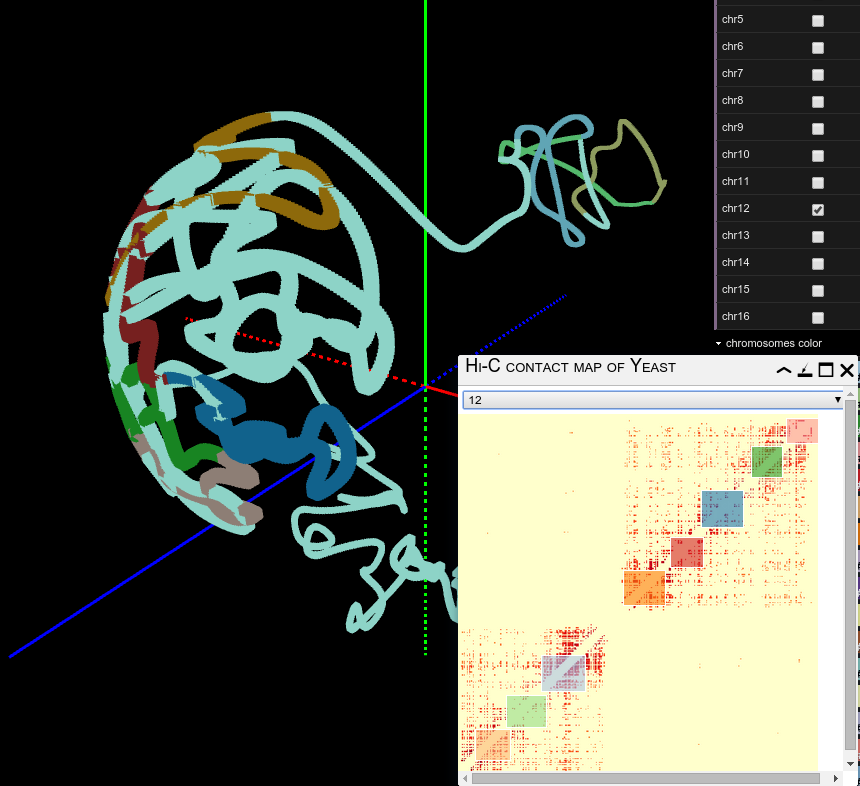 chr5
chr6
chr7
chr8
chr9
chr10
chr11
chr12
chr13
chr14
chr15
chr16
chromosomes color
Hi-C contact map of Yeast
12